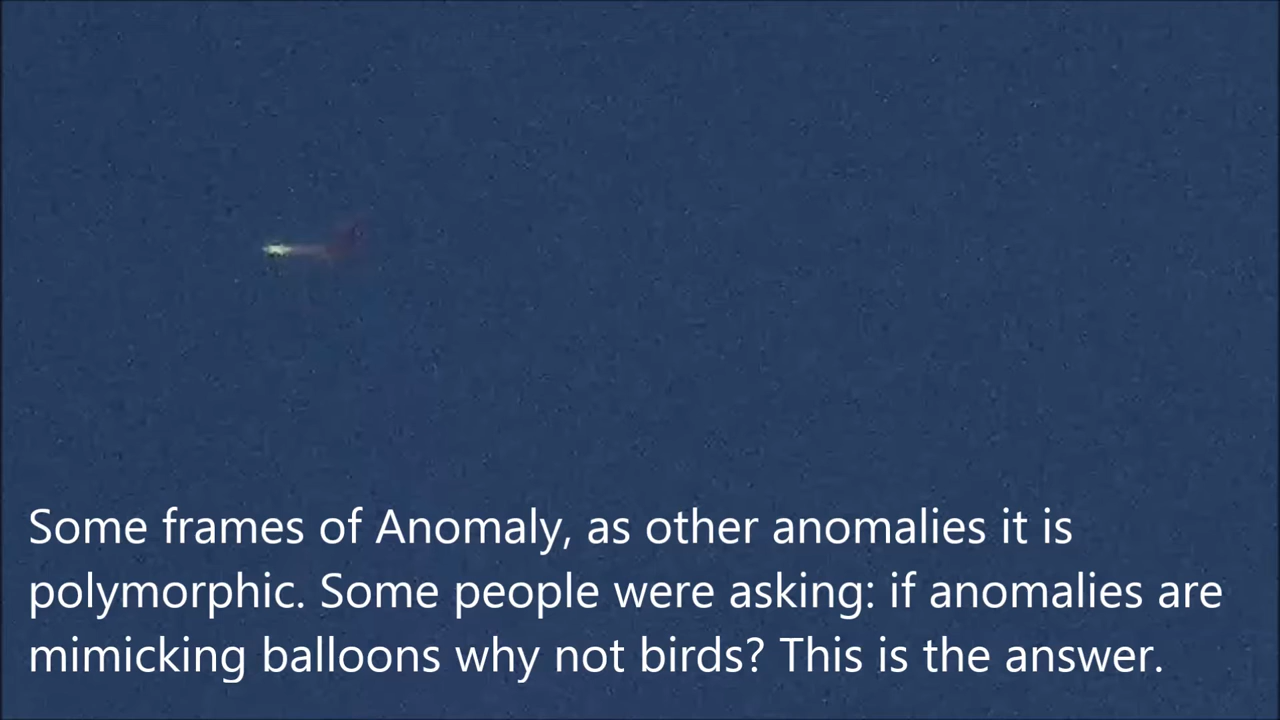 Some frames of Anomaly, as other anomalies it is
polymorphic. Some people were asking: if anomalies are
mimicking balloons why not birds? This is the answer.